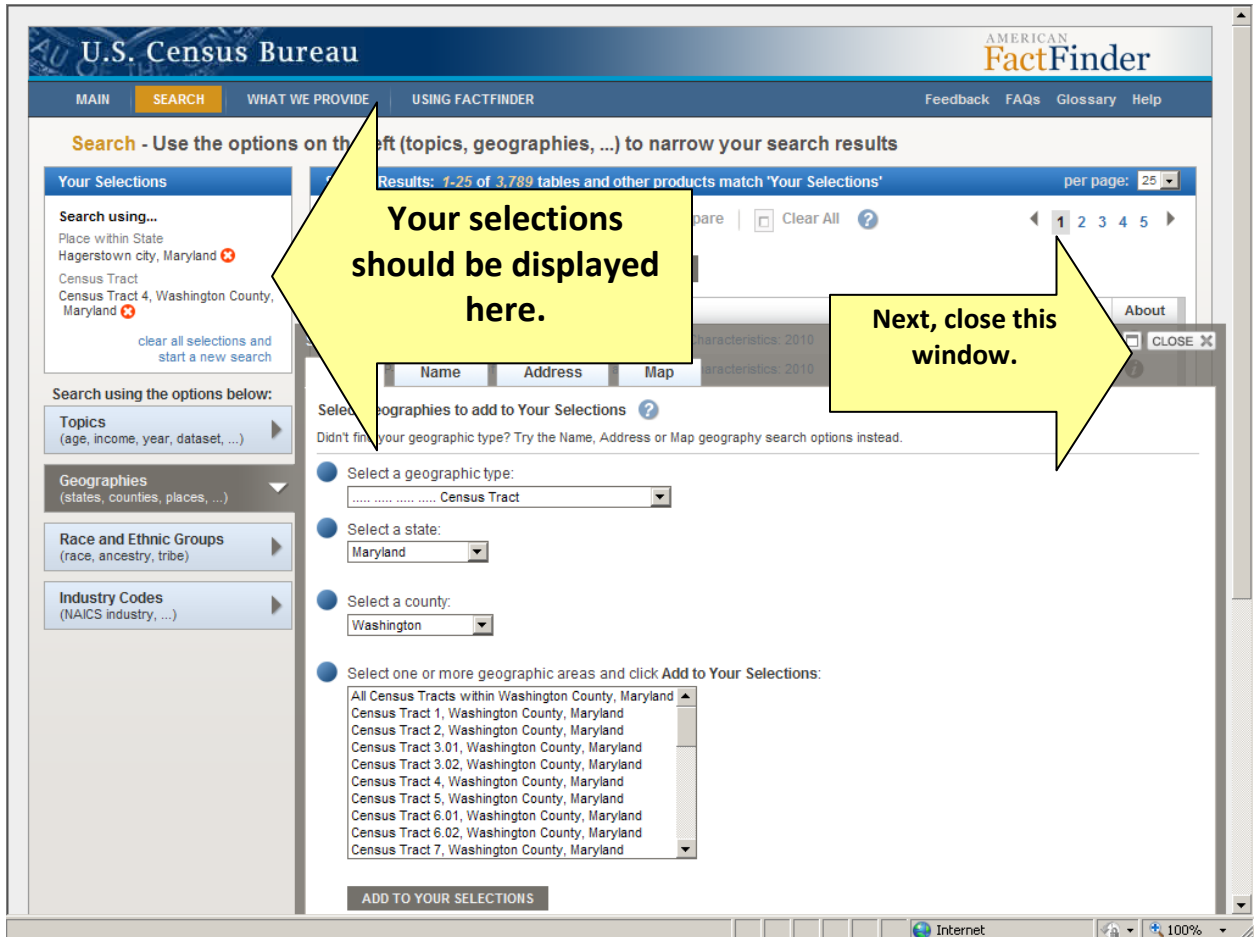 U.S. Census Bureau
AMERICAN
FactFinder
MAIN SEARCH WHAT WE PROVIDE USING FACTFINDER
Feedback FAQs Glossary Help
Search - Use the options on the left (topics, geographies, ...) to narrow your search results
Your Selections
Search using...
Place within State
Hagerstown city, Maryland
Census Tract
Census Tract 4, Washington County,
Maryland
clear all selections and
start a new search
Search using the options below:
Topics
(age, income, year, dataset, ...)
Geographies
(states, counties, places, ...)
Race and Ethnic Groups
(race, ancestry, tribe)
Industry Codes
(NAICS industry, ...)
Results: 1-25 of 3,789 tables and other products match 'Your Selections'
per page: 25
Clear All ?
1 2 3 4 5
Your selections
should be displayed
here.
Next, close this
window.
About
Characteristics: 2010
CLOSE X
Name Address Map
Select geographies to add to Your Selections ?
Didn't find your geographic type? Try the Name, Address or Map geography search options instead.
Select a geographic type:
..... ..... ..... ..... Census Tract
Select a state:
Maryland
Select a county:
Washington
Select one or more geographic areas and click Add to Your Selections:
All Census Tracts within Washington County, Maryland
Census Tract 1, Washington County, Maryland
Census Tract 2, Washington County, Maryland
Census Tract 3.01, Washington County, Maryland
Census Tract 3.02, Washington County, Maryland
Census Tract 4, Washington County, Maryland
Census Tract 5, Washington County, Maryland
Census Tract 6.01, Washington County, Maryland
Census Tract 6.02, Washington County, Maryland
Census Tract 7, Washington County, Maryland
ADD TO YOUR SELECTIONS
Internet
100%